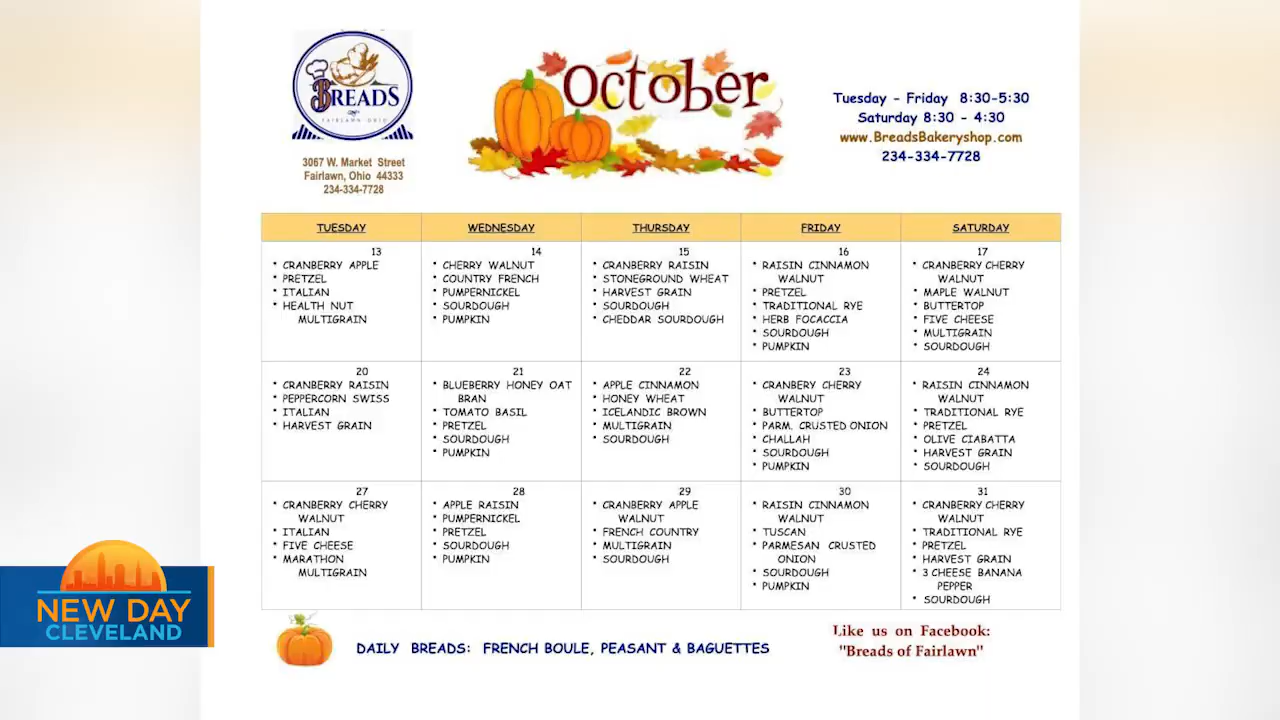 BREADS
FAIRLAWN OHIO
3067 W. Market Street
Fairlawn, Ohio 44333
234-334-7728
October
Tuesday - Friday 8:30-5:30
Saturday 8:30 - 4:30
www.BreadsBakeryshop.com
234-334-7728
TUESDAY
WEDNESDAY
THURSDAY
FRIDAY
SATURDAY
13
• CRANBERRY APPLE
• PRETZEL
• ITALIAN
• HEALTH NUT
MULTIGRAIN
14
• CHERRY WALNUT
• COUNTRY FRENCH
• PUMPERNICKEL
• SOURDOUGH
• PUMPKIN
15
• CRANBERRY RAISIN
• STONEGROUND WHEAT
• HARVEST GRAIN
• SOURDOUGH
• CHEDDAR SOURDOUGH
16
• RAISIN CINNAMON
WALNUT
• PRETZEL
• TRADITIONAL RYE
• HERB FOCACCIA
• SOURDOUGH
• PUMPKIN
17
• CRANBERRY CHERRY
WALNUT
• MAPLE WALNUT
• BUTTERTOP
• FIVE CHEESE
• MULTIGRAIN
• SOURDOUGH
20
• CRANBERRY RAISIN
• PEPPERCORN SWISS
• ITALIAN
• HARVEST GRAIN
21
• BLUEBERRY HONEY OAT
BRAN
• TOMATO BASIL
• PRETZEL
• SOURDOUGH
• PUMPKIN
22
• APPLE CINNAMON
• HONEY WHEAT
• ICELANDIC BROWN
• MULTIGRAIN
• SOURDOUGH
23
• CRANBERY CHERRY
WALNUT
• BUTTERTOP
• PARM. CRUSTED ONION
• CHALLAH
• SOURDOUGH
• PUMPKIN
24
• RAISIN CINNAMON
WALNUT
• TRADITIONAL RYE
• PRETZEL
• OLIVE CIABATTA
• HARVEST GRAIN
• SOURDOUGH
27
• CRANBERRY CHERRY
WALNUT
• ITALIAN
• FIVE CHEESE
• MARATHON
MULTIGRAIN
28
• APPLE RAISIN
• PUMPERNICKEL
• PRETZEL
• SOURDOUGH
• PUMPKIN
29
• CRANBERRY APPLE
WALNUT
• FRENCH COUNTRY
• MULTIGRAIN
• SOURDOUGH
30
• RAISIN CINNAMON
WALNUT
• TUSCAN
• PARMESAN CRUSTED
ONION
• SOURDOUGH
• PUMPKIN
31
• CRANBERRY CHERRY
WALNUT
• TRADITIONAL RYE
• PRETZEL
• HARVEST GRAIN
• 3 CHEESE BANANA
PEPPER
• SOURDOUGH
DAILY BREADS: FRENCH BOULE, PEASANT & BAGUETTES
Like us on Facebook:
"Breads of Fairlawn"
NEW DAY
CLEVELAND